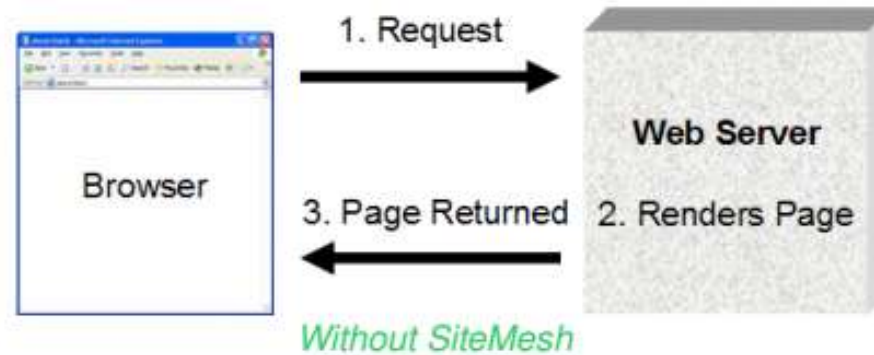 1. Request
Web Server
Browser
3. Page Returned
2. Renders Page
Without SiteMesh